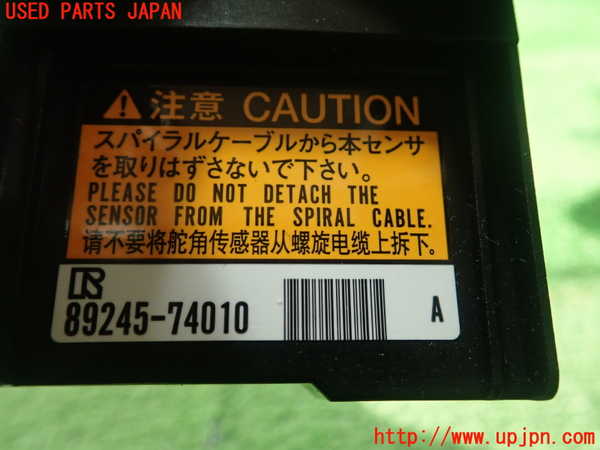 USED PARTS JAPAN
注意 CAUTION
スパイラルケーブルから本センサ
を取りはずさないで下さい。
PLEASE DO NOT DETACH THE
SENSOR FROM THE SPIRAL CABLE.
请不要将舵角传感器从螺旋电缆上拆下。
89245-74010
A
http://www.upjpn.com/